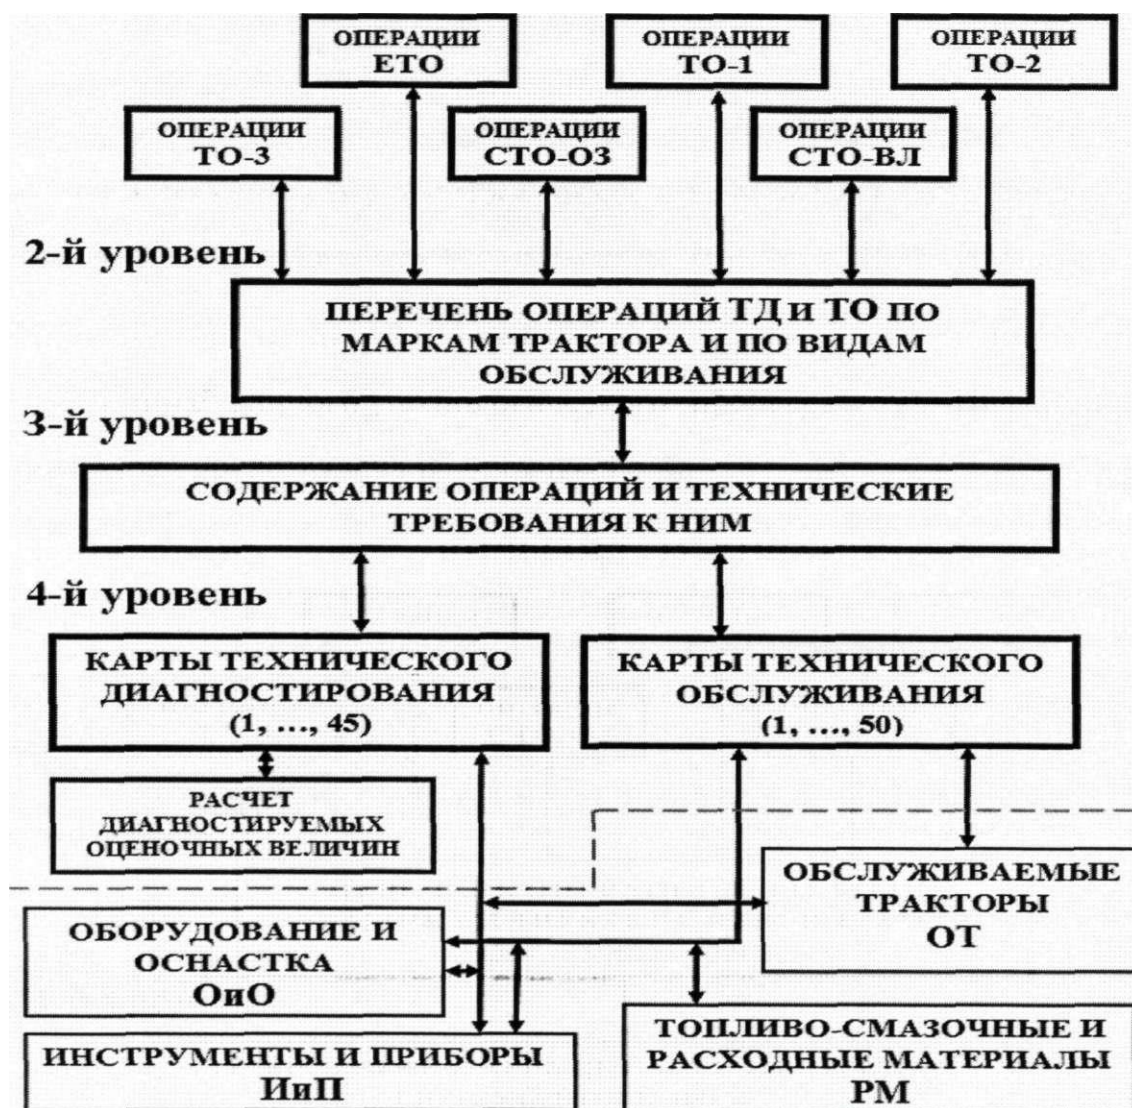 ОПЕРАЦИИ
ЕТО
ОПЕРАЦИИ
ТО-1
ОПЕРАЦИИ
ТО-2
ОПЕРАЦИИ
ТО-3
ОПЕРАЦИИ
СТО-ОЗ
ОПЕРАЦИИ
СТО-ВЛ
2-й уровень
ПЕРЕЧЕНЬ ОПЕРАЦИЙ ТД И ТО ПО
МАРКАМ ТРАКТОРА И ПО ВИДАМ
ОБСЛУЖИВАНИЯ
3-й уровень
СОДЕРЖАНИЕ ОПЕРАЦИЙ И ТЕХНИЧЕСКИЕ
ТРЕБОВАНИЯ К НИМ
4-й уровень
КАРТЫ ТЕХНИЧЕСКОГО
ДИАГНОСТИРОВАНИЯ
(1, ..., 45)
КАРТЫ ТЕХНИЧЕСКОГО
ОБСЛУЖИВАНИЯ
(1, ..., 50)
РАСЧЕТ
ДИАГНОСТИРУЕМЫХ
ОЦЕНОЧНЫХ ВЕЛИЧИН
ОБСЛУЖИВАЕМЫЕ
ТРАКТОРЫ
ОТ
ОБОРУДОВАНИЕ И
ОСНАСТКА
ОиО
ИНСТРУМЕНТЫ И ПРИБОРЫ
ИиП
ТОПЛИВО-СМАЗОЧНЫЕ И
РАСХОДНЫЕ МАТЕРИАЛЫ
РМ